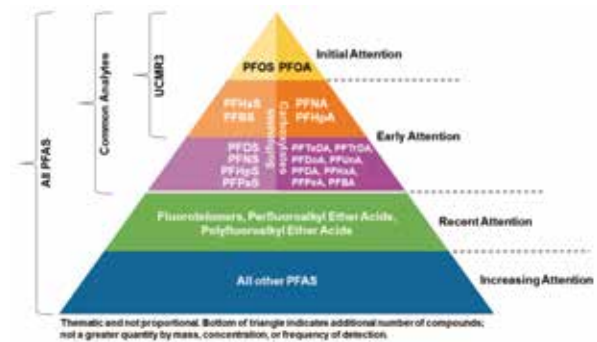 All PFAS
Common Analytes
UCMR3
PFOS PFOA
Initial Attention
PFHxS
PFBS
PFNA
PFHpA
Sulfonates
Carboxylates
Early Attention
PFDS
PFNS
PFHpS
PFPeS
PFTeDA, PFTrDA,
PFDoA, PFUnA,
PFDA, PFHxA,
PFPeA, PFBA
Fluorotelomers, Perfluoroalkyl Ether Acids,
Polyfluoroalkyl Ether Acids
Recent Attention
All other PFAS
Increasing Attention
Thematic and not proportional. Bottom of triangle indicates additional number of compounds;
not a greater quantity by mass, concentration, or frequency of detection.